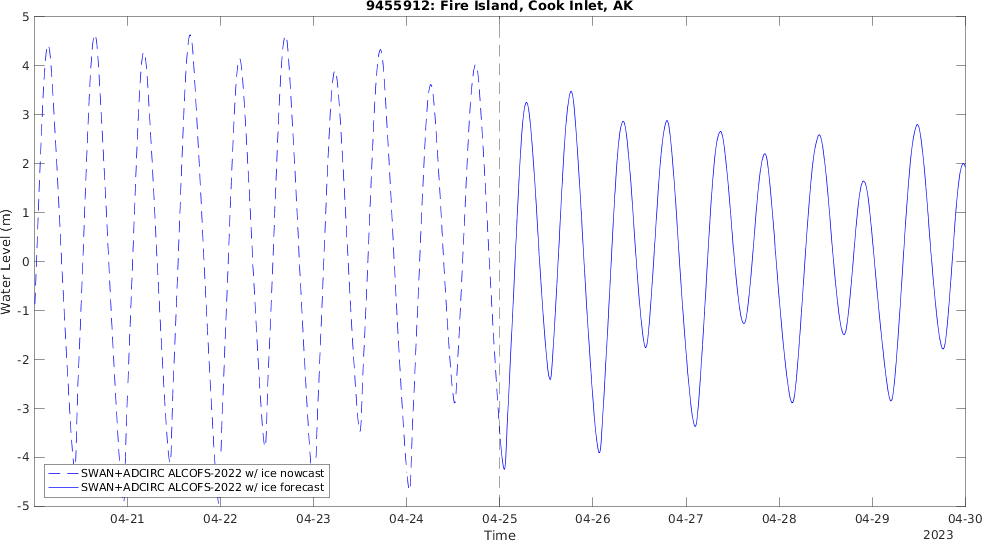 9455912: Fire Island, Cook Inlet, AK
Water Level (m)
5
4
3
2
1
0
-1
-2
-3
-4
-5
SWAN+ADCIRC ALCOFS-2022 w/ ice nowcast
SWAN+ADCIRC ALCOFS-2022 w/ ice forecast
04-21 04-22 04-23 04-24 04-25 04-26 04-27 04-28 04-29 04-30
Time
2023